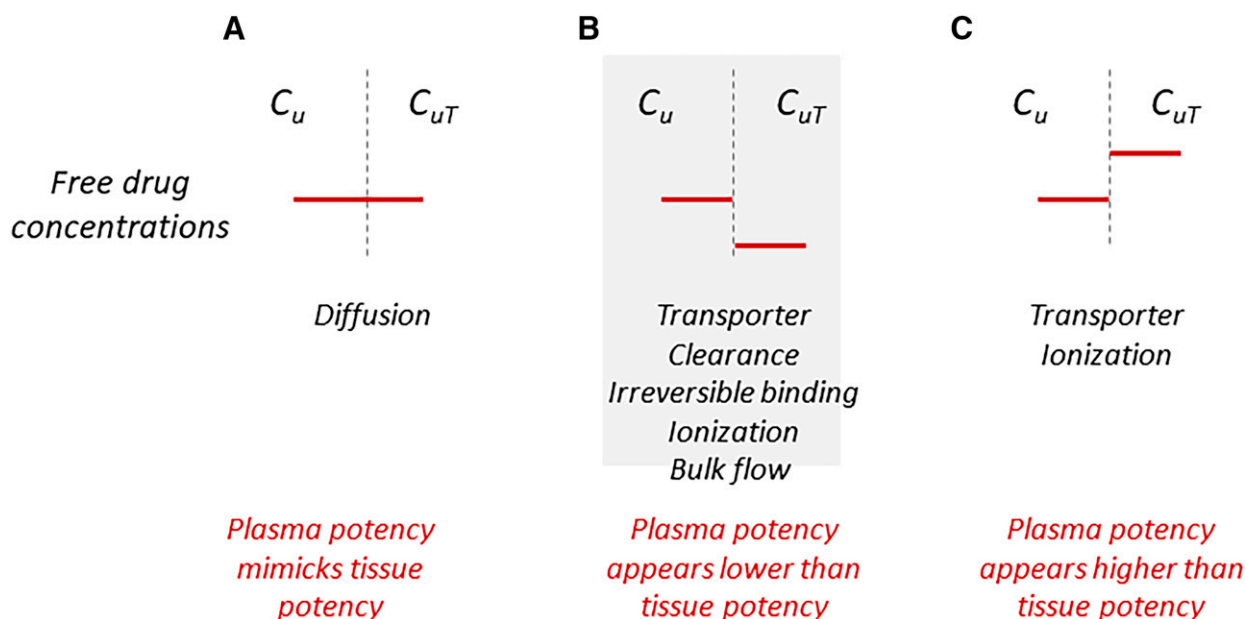 A
B
C
Cu
CuT
Cu
CuT
Cu
CuT
Free drug
concentrations
Diffusion
Transporter
Clearance
Irreversible binding
Ionization
Bulk flow
Transporter
Ionization
Plasma potency
mimicks tissue
potency
Plasma potency
appears lower than
tissue potency
Plasma potency
appears higher than
tissue potency